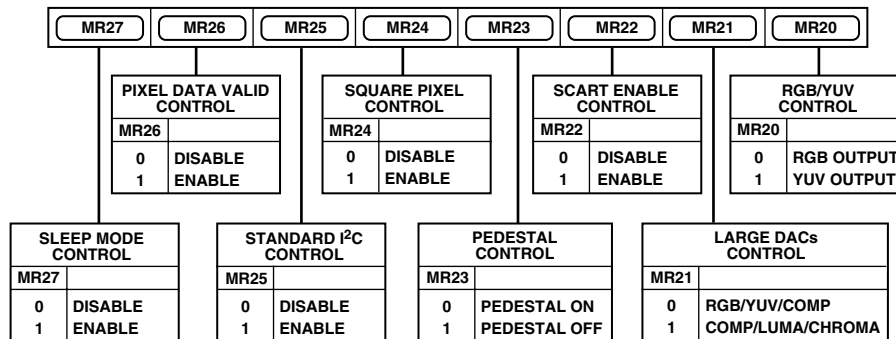 MR27 MR26 MR25 MR24 MR23 MR22 MR21 MR20
PIXEL DATA VALID
CONTROL
MR26
0 DISABLE
1 ENABLE
SQUARE PIXEL
CONTROL
MR24
0 DISABLE
1 ENABLE
SCART ENABLE
CONTROL
MR22
0 DISABLE
1 ENABLE
RGB/YUV
CONTROL
MR20
0 RGB OUTPUT
1 YUV OUTPUT
SLEEP MODE
CONTROL
MR27
0 DISABLE
1 ENABLE
STANDARD I²C
CONTROL
MR25
0 DISABLE
1 ENABLE
PEDESTAL
CONTROL
MR23
0 PEDESTAL ON
1 PEDESTAL OFF
LARGE DACs
CONTROL
MR21
0 RGB/YUV/COMP
1 COMP/LUMA/CHROMA